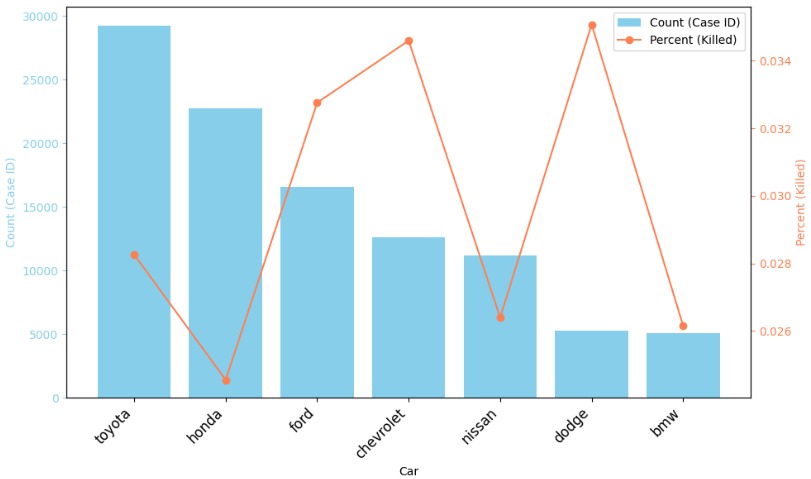 Count (Case ID)
Percent (Killed)
30000
25000
20000
15000
10000
5000
0
Count (Case ID)
0.034
0.032
0.030
0.028
0.026
Percent (Killed)
toyota
honda
ford
chevrolet
nissan
dodge
bmw
Car